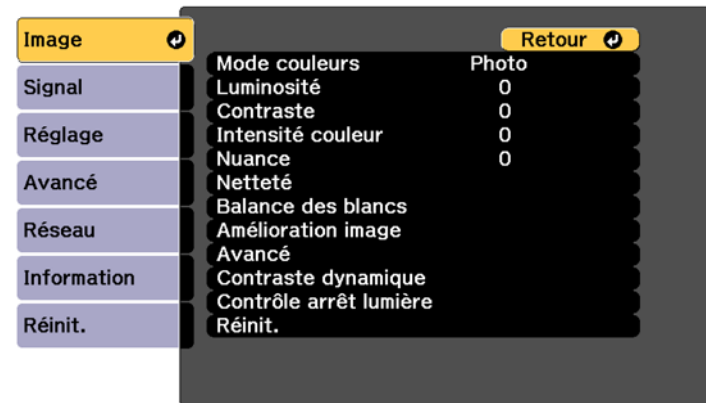 Image
Signal
Réglage
Avancé
Réseau
Information
Réinit.
Retour
Mode couleurs Photo
Luminosité 0
Contraste 0
Intensité couleur 0
Nuance 0
Netteté
Balance des blancs
Amélioration image
Avancé
Contraste dynamique
Contrôle arrêt lumière
Réinit.